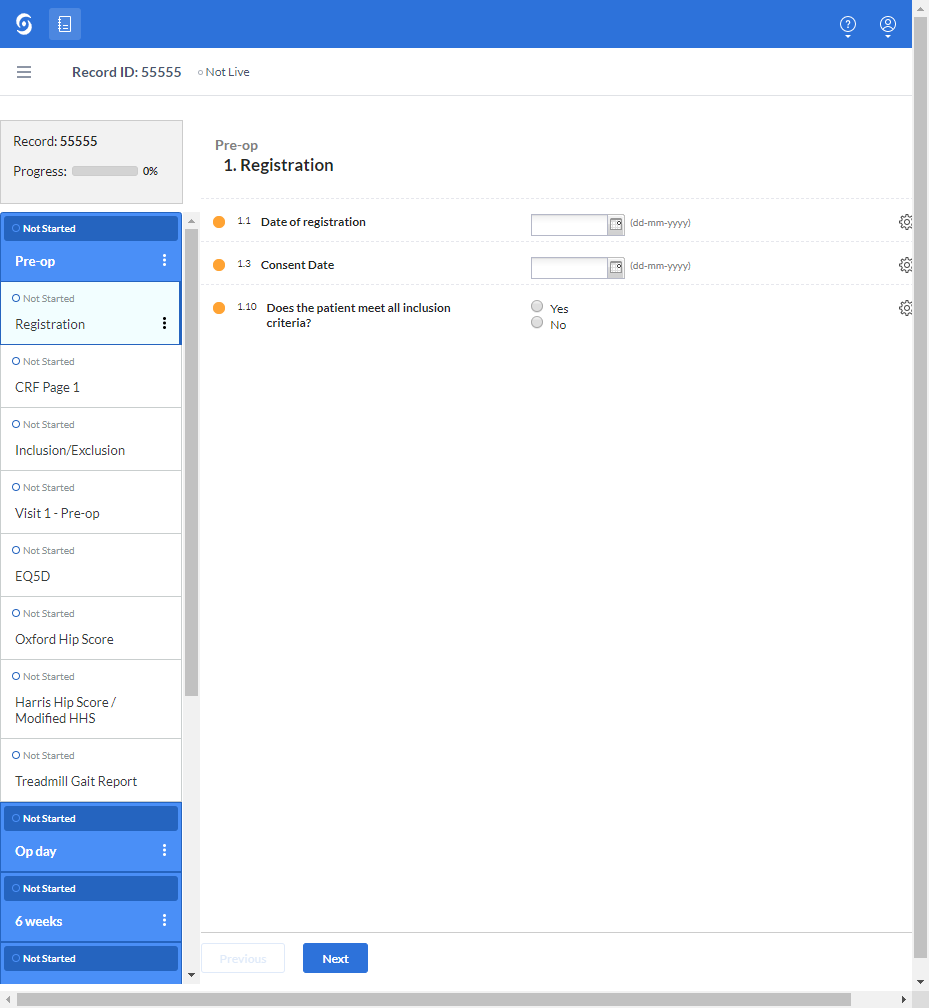 Record ID: 55555
Not Live
Record: 55555
Progress: 0%
Not Started
Pre-op
Not Started
Registration
Not Started
CRF Page 1
Not Started
Inclusion/Exclusion
Not Started
Visit 1 - Pre-op
Not Started
EQ5D
Not Started
Oxford Hip Score
Not Started
Harris Hip Score /
Modified HHS
Not Started
Treadmill Gait Report
Not Started
Op day
Not Started
6 weeks
Not Started
Pre-op
1. Registration
1.1 Date of registration (dd-mm-yyyy)
1.3 Consent Date (dd-mm-yyyy)
1.10 Does the patient meet all inclusion
criteria?
Yes
No
Previous
Next